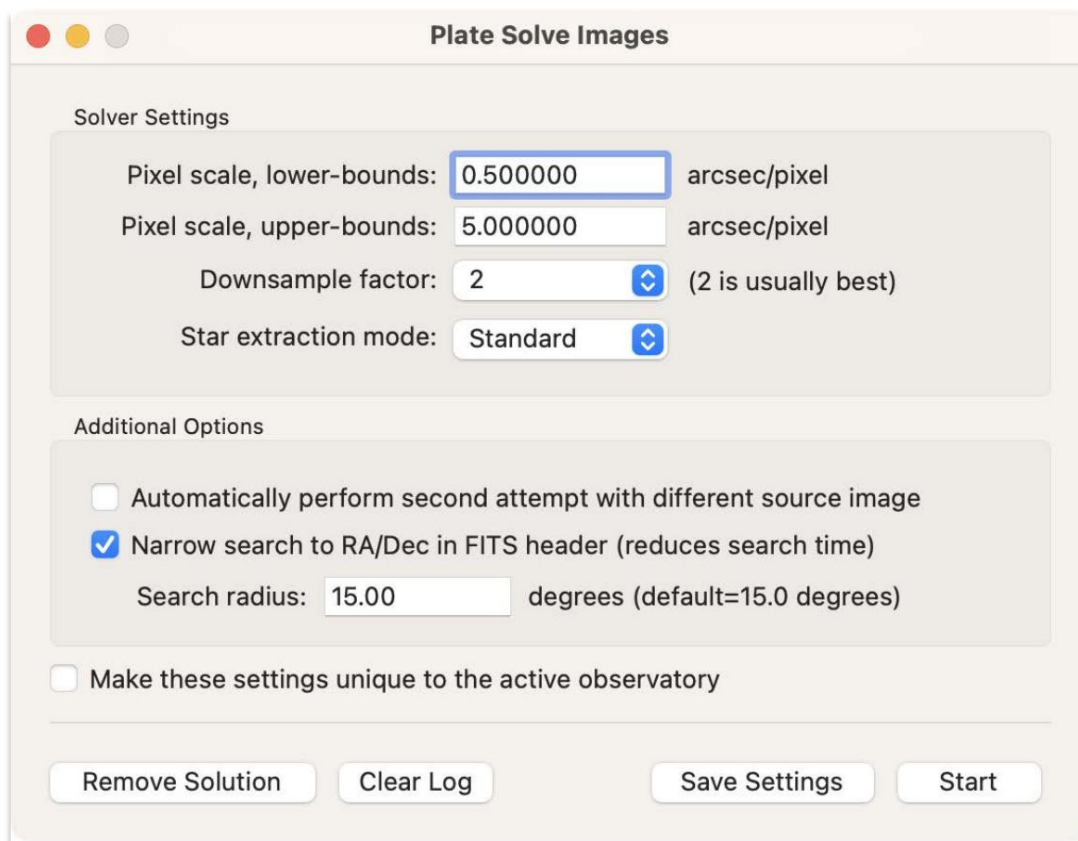 Plate Solve Images
Solver Settings
Pixel scale, lower-bounds: 0.500000 arcsec/pixel
Pixel scale, upper-bounds: 5.000000 arcsec/pixel
Downsample factor: 2 (2 is usually best)
Star extraction mode: Standard
Additional Options
Automatically perform second attempt with different source image
Narrow search to RA/Dec in FITS header (reduces search time)
Search radius: 15.00 degrees (default=15.0 degrees)
Make these settings unique to the active observatory
Remove Solution Clear Log Save Settings Start